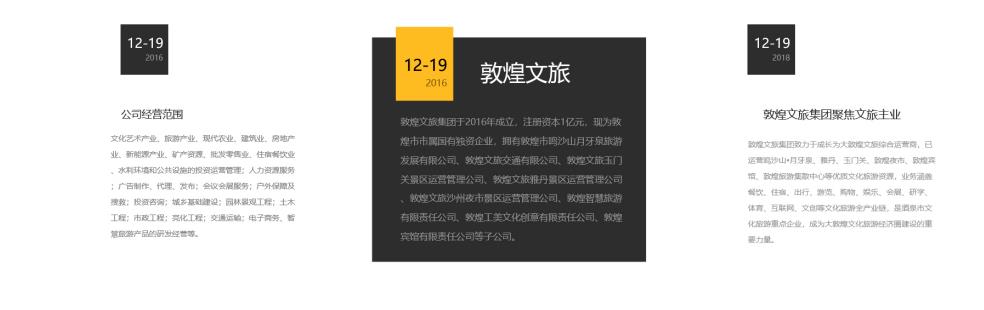 12-19
2016
公司经营范围
文化艺术产业、旅游产业、现代农业、建筑业、房地产
业、新能源产业、矿产资源、批发零售业、住宿餐饮业
、水利环境和公共设施的投资运营管理；人力资源服务
；广告制作、代理、发布；会议会展服务；户外保障及
搜救；投资咨询；城乡基础建设；园林景观工程；土木
工程；市政工程；亮化工程；交通运输；电子商务、智
慧旅游产品的研发经营等。
12-19
2016
敦煌文旅
敦煌文旅集团于2016年成立，注册资本1亿元，现为敦
煌市市属国有独资企业，拥有敦煌市鸣沙山月牙泉旅游
发展有限公司、敦煌文旅交通有限公司、敦煌文旅玉门
关景区运营管理公司、敦煌文旅雅丹景区运营管理公司
、敦煌文旅沙州夜市景区运营管理公司、敦煌智慧旅游
有限责任公司、敦煌工美文化创意有限责任公司、敦煌
宾馆有限责任公司等子公司。
12-19
2018
敦煌文旅集团聚焦文旅主业
敦煌文旅集团致力于成长为大敦煌文旅综合运营商，已
运营鸣沙山•月牙泉、雅丹、玉门关、敦煌夜市、敦煌宾
馆、敦煌旅游集散中心等优质文化旅游资源，业务涵盖
餐饮、住宿、出行、游览、购物、娱乐、会展、研学、
体育、互联网、文创等文化旅游全产业链，是酒泉市文
化旅游重点企业，成为大敦煌文化旅游经济圈建设的重
要力量。